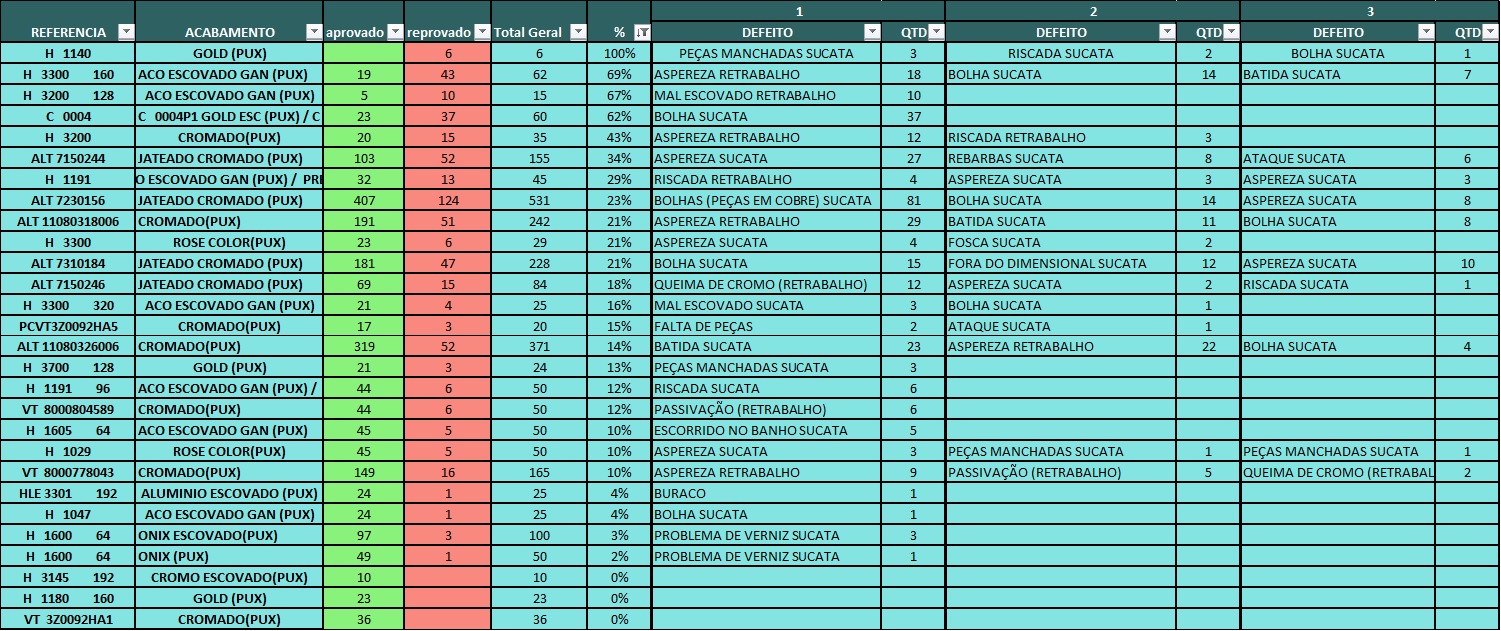 1 2 3
REFERENCIA ACABAMENTO aprovado reprovado Total Geral % DEFEITO QTD DEFEITO QTD DEFEITO QTD
H 1140 GOLD (PUX) 6 6 100% PEÇAS MANCHADAS SUCATA 3 RISCADA SUCATA 2 BOLHA SUCATA 1
H 3300 160 ACO ESCOVADO GAN (PUX) 19 43 62 69% ASPEREZA RETRABALHO 18 BOLHA SUCATA 14 BATIDA SUCATA 7
H 3200 128 ACO ESCOVADO GAN (PUX) 5 10 15 67% MAL ESCOVADO RETRABALHO 10
C 0004 C 0004P1 GOLD ESC (PUX) / C 23 37 60 62% BOLHA SUCATA 37
H 3200 CROMADO(PUX) 20 15 35 43% ASPEREZA RETRABALHO 12 RISCADA RETRABALHO 3
ALT 7150244 JATEADO CROMADO (PUX) 103 52 155 34% ASPEREZA SUCATA 27 REBARBAS SUCATA 8 ATAQUE SUCATA 6
H 1191 O ESCOVADO GAN (PUX) / PRI 32 13 45 29% RISCADA RETRABALHO 4 ASPEREZA SUCATA 3 ASPEREZA SUCATA 3
ALT 7230156 JATEADO CROMADO (PUX) 407 124 531 23% BOLHAS (PEÇAS EM COBRE) SUCATA 81 BOLHA SUCATA 14 ASPEREZA SUCATA 8
ALT 11080318006 CROMADO(PUX) 191 51 242 21% ASPEREZA RETRABALHO 29 BATIDA SUCATA 11 BOLHA SUCATA 8
H 3300 ROSE COLOR(PUX) 23 6 29 21% ASPEREZA SUCATA 4 FOSCA SUCATA 2
ALT 7310184 JATEADO CROMADO (PUX) 181 47 228 21% BOLHA SUCATA 15 FORA DO DIMENSIONAL SUCATA 12 ASPEREZA SUCATA 10
ALT 7150246 JATEADO CROMADO (PUX) 69 15 84 18% QUEIMA DE CROMO (RETRABALHO) 12 ASPEREZA SUCATA 2 RISCADA SUCATA 1
H 3300 320 ACO ESCOVADO GAN (PUX) 21 4 25 16% MAL ESCOVADO SUCATA 3 BOLHA SUCATA 1
PCVT3Z0092HA5 CROMADO(PUX) 17 3 20 15% FALTA DE PEÇAS 2 ATAQUE SUCATA 1
ALT 11080326006 CROMADO(PUX) 319 52 371 14% BATIDA SUCATA 23 ASPEREZA RETRABALHO 22 BOLHA SUCATA 4
H 3700 128 GOLD (PUX) 21 3 24 13% PEÇAS MANCHADAS SUCATA 3
H 1191 96 ACO ESCOVADO GAN (PUX) / 44 6 50 12% RISCADA SUCATA 6
VT 8000804589 CROMADO(PUX) 44 6 50 12% PASSIVAÇÃO (RETRABALHO) 6
H 1605 64 ACO ESCOVADO GAN (PUX) 45 5 50 10% ESCORRIDO NO BANHO SUCATA 5
H 1029 ROSE COLOR(PUX) 45 5 50 10% ASPEREZA SUCATA 3 PEÇAS MANCHADAS SUCATA 1 PEÇAS MANCHADAS SUCATA 1
VT 8000778043 CROMADO(PUX) 149 16 165 10% ASPEREZA RETRABALHO 9 PASSIVAÇÃO (RETRABALHO) 5 QUEIMA DE CROMO (RETRABAL 2
HLE 3301 192 ALUMINIO ESCOVADO (PUX) 24 1 25 4% BURACO 1
H 1047 ACO ESCOVADO GAN (PUX) 24 1 25 4% BOLHA SUCATA 1
H 1600 64 ONIX ESCOVADO(PUX) 97 3 100 3% PROBLEMA DE VERNIZ SUCATA 3
H 1600 64 ONIX (PUX) 49 1 50 2% PROBLEMA DE VERNIZ SUCATA 1
H 3145 192 CROMO ESCOVADO(PUX) 10 10 0%
H 1180 160 GOLD (PUX) 23 23 0%
VT 3Z0092HA1 CROMADO(PUX) 36 36 0%